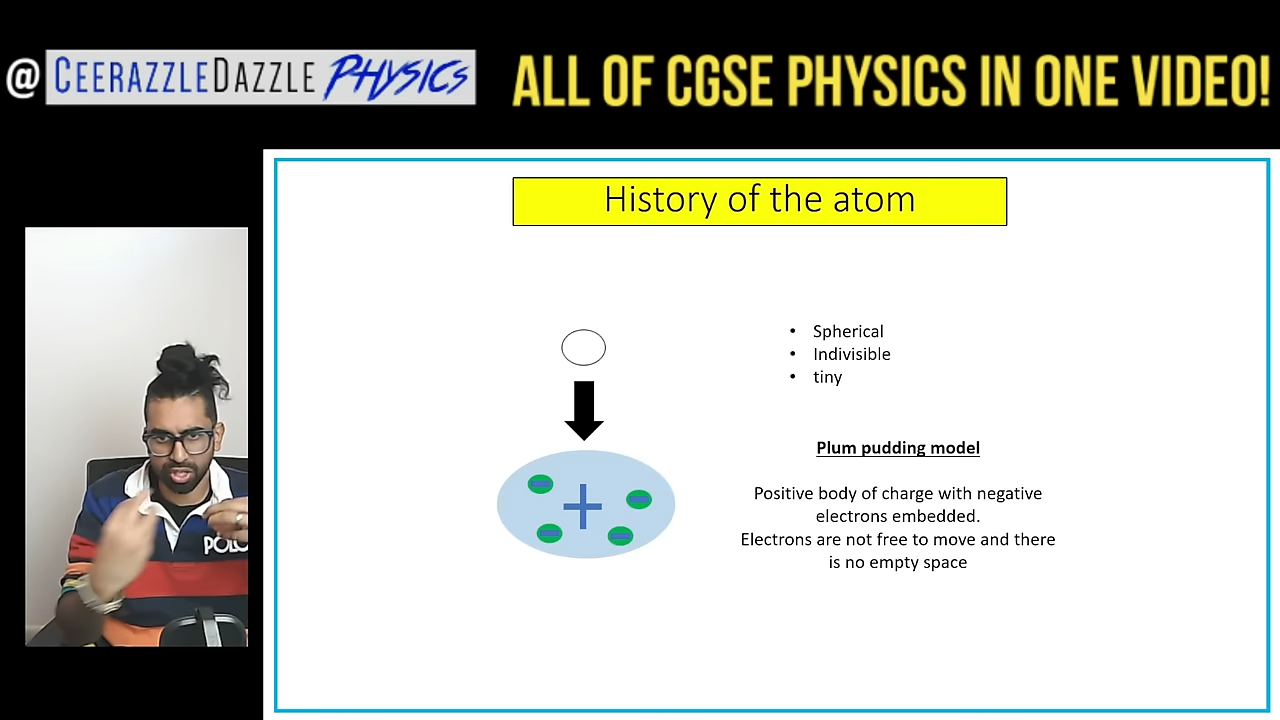 @ CEERAZZLEDAZZLE PHYSICS
ALL OF CGSE PHYSICS IN ONE VIDEO!
History of the atom
• Spherical
• Indivisible
• tiny
Plum pudding model
Positive body of charge with negative
electrons embedded.
Electrons are not free to move and there
is no empty space
POLO